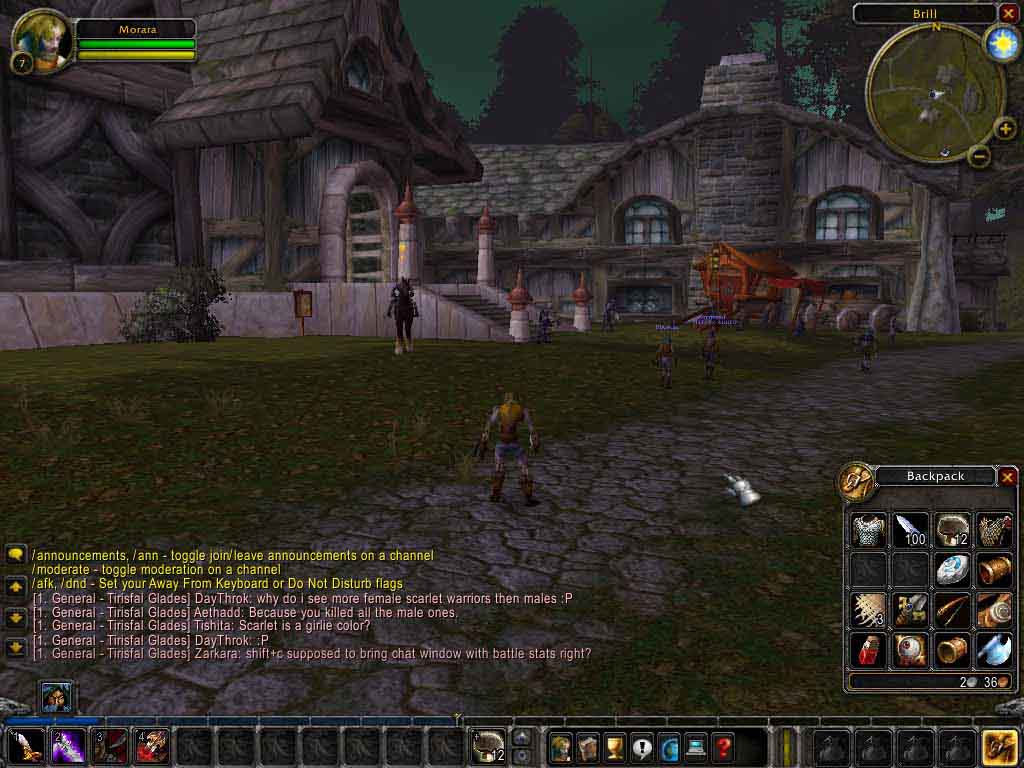 Morara
7
Brill
N
Backpack
100
12
3
2 36
/announcements, /ann - toggle join/leave announcements on a channel
/moderate - toggle moderation on a channel
/afk, /dnd - Set your Away From Keyboard or Do Not Disturb flags
[1. General - Tirisfal Glades] DayThrok: why do i see more female scarlet warriors then males :P
[1. General - Tirisfal Glades] Aethadd: Because you killed all the male ones.
[1. General - Tirisfal Glades] Tishita: Scarlet is a girlie color?
[1. General - Tirisfal Glades] DayThrok: :P
[1. General - Tirisfal Glades] Zarkara: shift+c supposed to bring chat window with battle stats right?
1 2 3 4 12